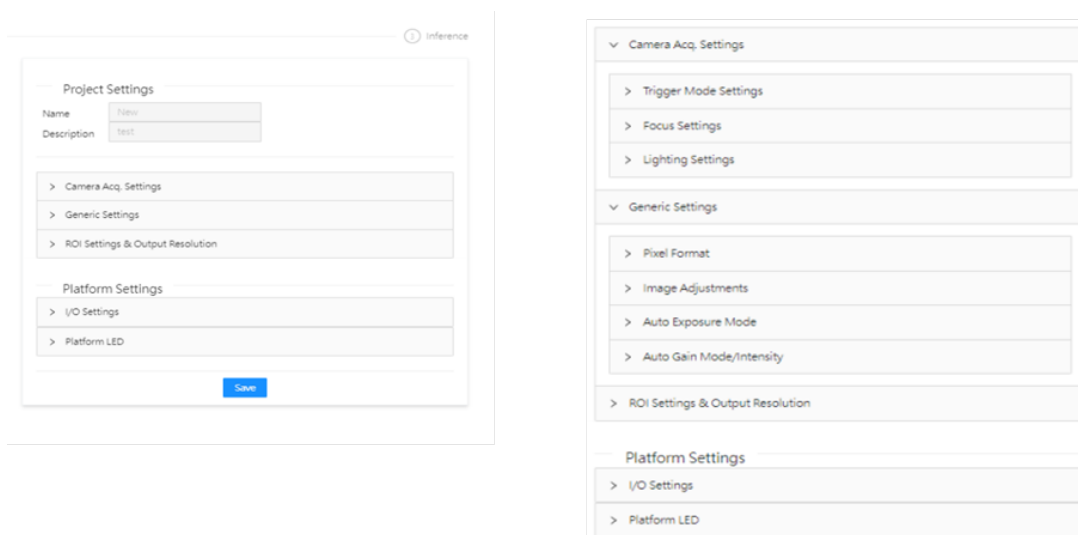 2 Inference
Project Settings
Name New
Description test
Camera Acq. Settings
Generic Settings
ROI Settings & Output Resolution
Platform Settings
I/O Settings
Platform LED
Save
Camera Acq. Settings
Trigger Mode Settings
Focus Settings
Lighting Settings
Generic Settings
Pixel Format
Image Adjustments
Auto Exposure Mode
Auto Gain Mode/Intensity
ROI Settings & Output Resolution
Platform Settings
I/O Settings
Platform LED